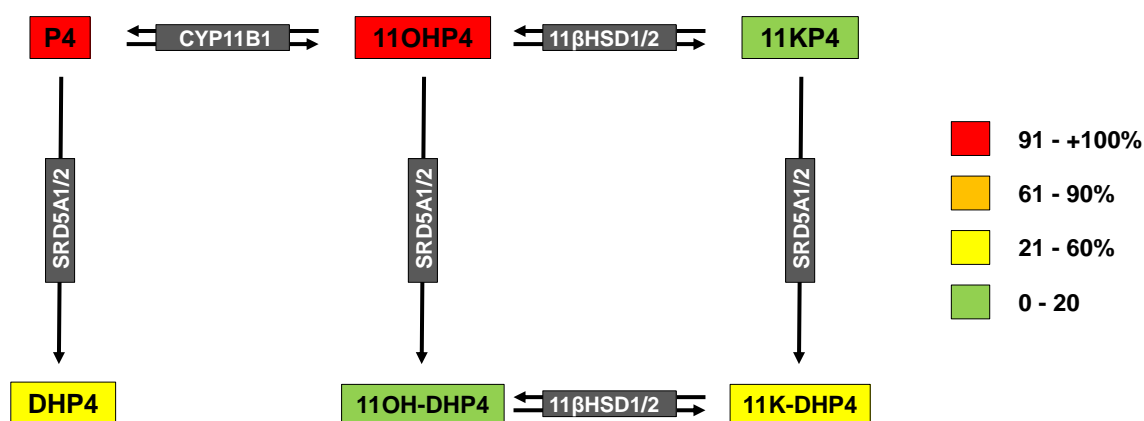 P4
CYP11B1
11OHP4
11βHSD1/2
11KP4
SRD5A1/2
SRD5A1/2
SRD5A1/2
DHP4
11OH-DHP4
11βHSD1/2
11K-DHP4
91 - +100%
61 - 90%
21 - 60%
0 - 20